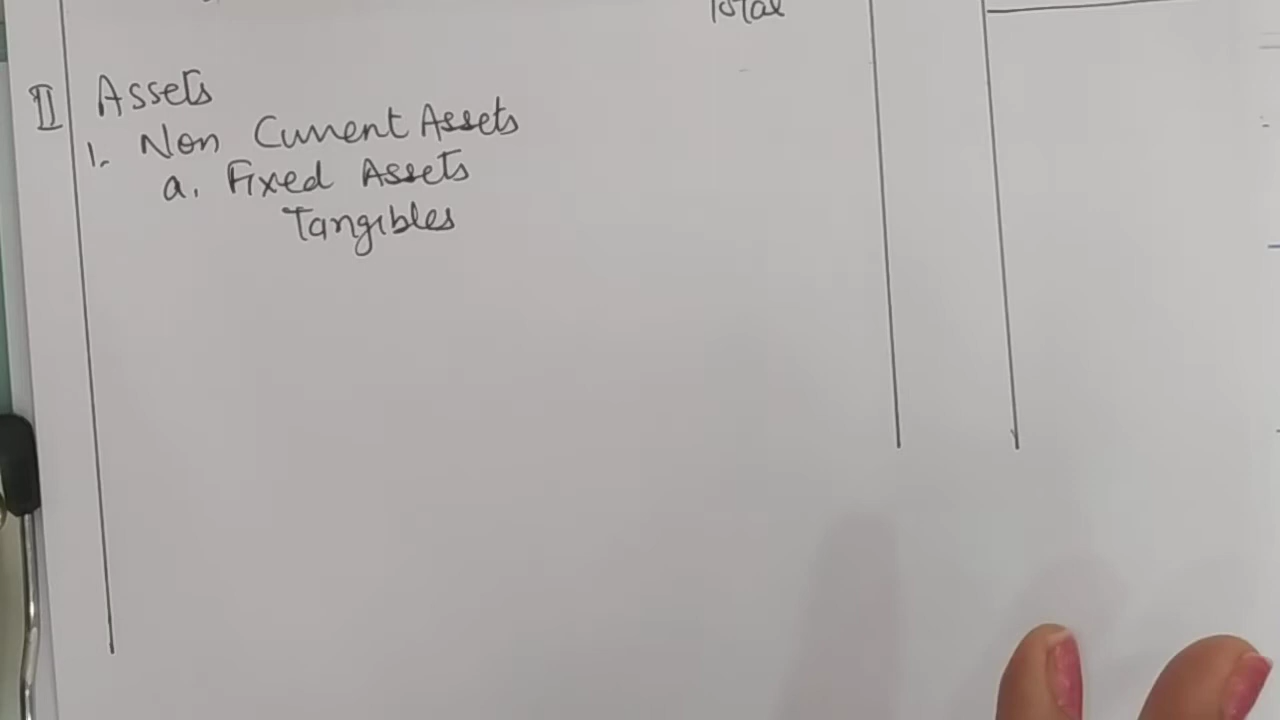 Total
II Assets
1. Non Current Assets
a. Fixed Assets
Tangibles